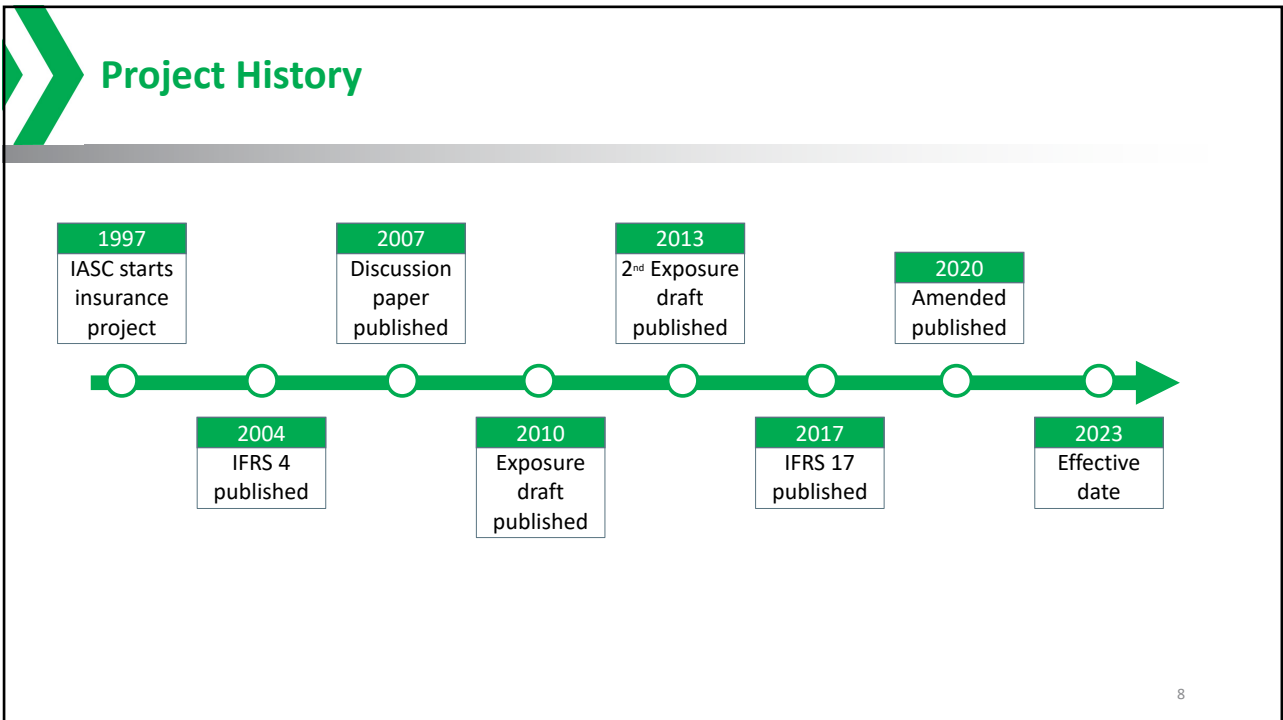 Project History
1997
IASC starts
insurance
project
2004
IFRS 4
published
2007
Discussion
paper
published
2010
Exposure
draft
published
2013
2nd Exposure
draft
published
2017
IFRS 17
published
2020
Amended
published
2023
Effective
date
8